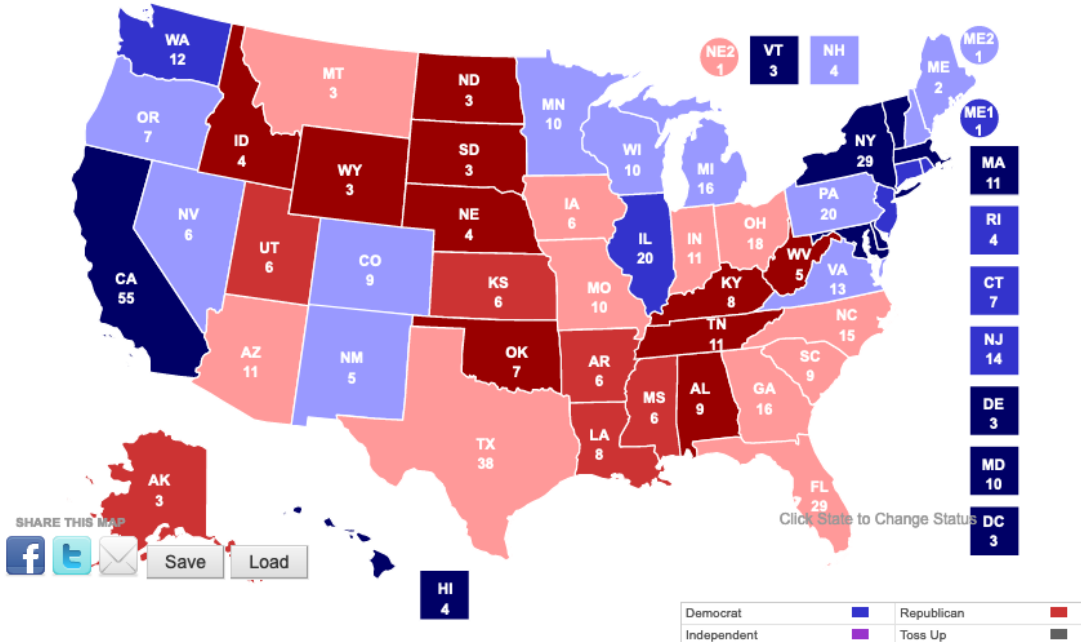 WA
12
OR
7
CA
55
NV
6
ID
4
MT
3
WY
3
UT
6
CO
9
AZ
11
NM
5
ND
3
SD
3
NE
4
KS
6
OK
7
TX
38
MN
10
IA
6
MO
10
AR
6
LA
8
WI
10
IL
20
MI
16
IN
11
OH
18
KY
8
TN
11
MS
6
AL
9
GA
16
FL
29
SC
9
NC
15
VA
13
WV
5
PA
20
NY
29
ME
2
NE2
1
VT
3
NH
4
ME2
1
ME1
1
MA
11
RI
4
CT
7
NJ
14
DE
3
MD
10
DC
3
AK
3
HI
4
Click State to Change Status
SHARE THIS MAP
f
t
Save
Load
Democrat
Republican
Independent
Toss Up